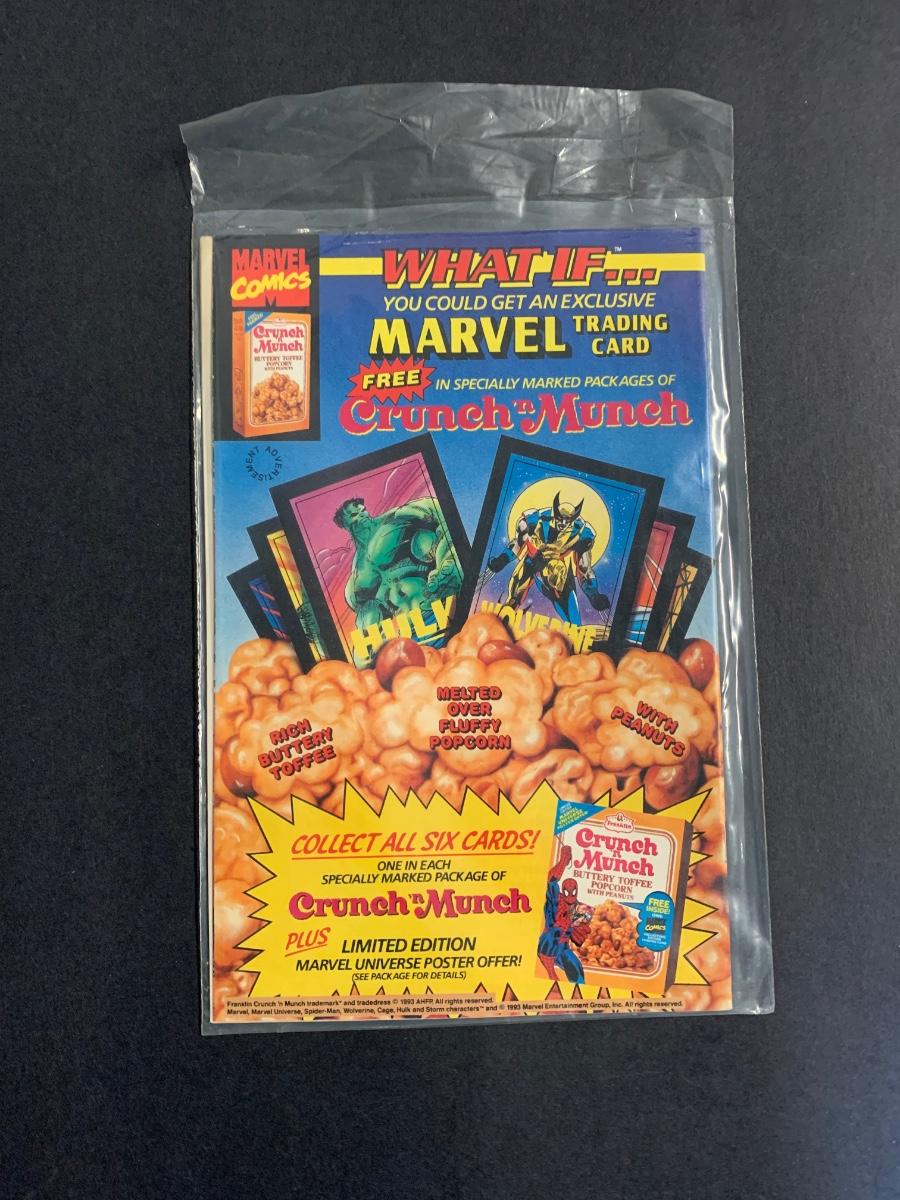 MARVEL
COMICS
WHAT IF...™
YOU COULD GET AN EXCLUSIVE
MARVEL TRADING CARD
FREE IN SPECIALLY MARKED PACKAGES OF
Crunch 'n Munch
Crunch 'n Munch
BUTTERY TOFFEE
POPCORN
WITH PEANUTS
ADVERTISEMENT
HULK
WOLVERINE
RICH
BUTTERY
TOFFEE
MELTED
OVER
FLUFFY
POPCORN
WITH
PEANUTS
COLLECT ALL SIX CARDS!
ONE IN EACH
SPECIALLY MARKED PACKAGE OF
Crunch 'n Munch
PLUS LIMITED EDITION
MARVEL UNIVERSE POSTER OFFER!
(SEE PACKAGE FOR DETAILS)
Franklin
Crunch
'n
Munch
BUTTERY TOFFEE
POPCORN
WITH PEANUTS
FREE
INSIDE!
COMICS
Franklin Crunch 'n Munch trademark® and tradedress © 1993 AHFP. All rights reserved.
Marvel, Marvel Universe, Spider-Man, Wolverine, Cage, Hulk and Storm characters™ and © 1993 Marvel Entertainment Group, Inc. All rights reserved.